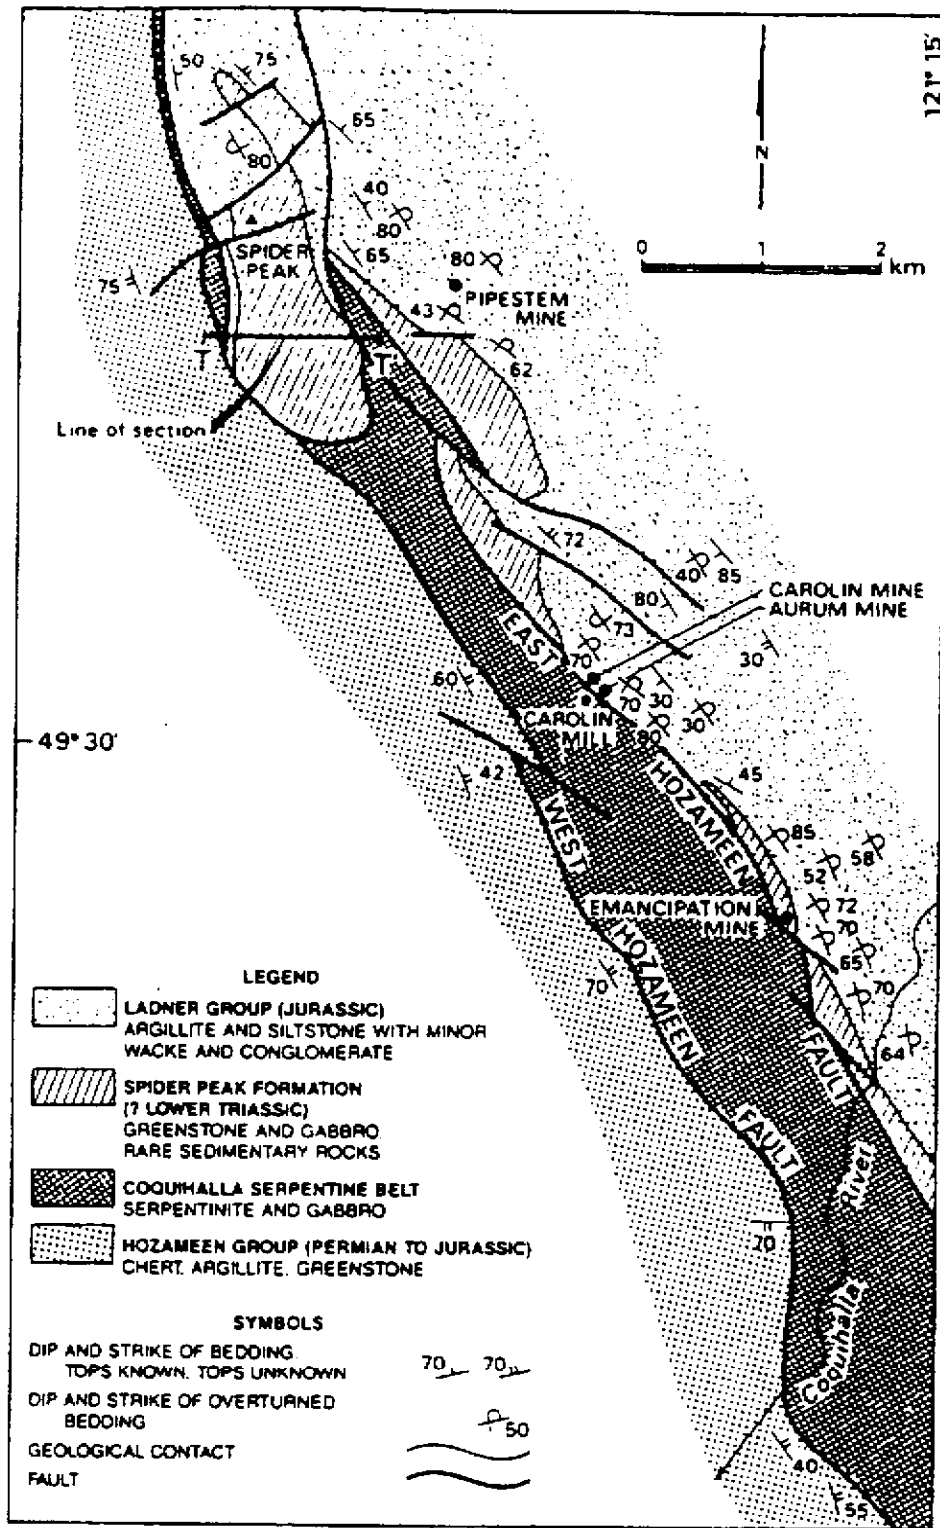 121° 15'
50
75
65
80
40
N
80
SPIDER
PEAK
65
80
0 1 2 km
75
PIPESTEM
MINE
43
T
T'
62
Line of section
72
40
85
80
CAROLIN MINE
AURUM MINE
73
EAST
70
30
60
70
30
CAROLIN
MILL
30
80
49° 30'
42
HOZAMEEN
45
WEST
85
58
52
EMANCIPATION
MINE
72
70
HOZAMEEN
65
70
70
FAULT
64
FAULT
River
70
Coquihalla
40
55
LEGEND
LADNER GROUP (JURASSIC)
ARGILLITE AND SILTSTONE WITH MINOR
WACKE AND CONGLOMERATE
SPIDER PEAK FORMATION
(? LOWER TRIASSIC)
GREENSTONE AND GABBRO
RARE SEDIMENTARY ROCKS
COQUIHALLA SERPENTINE BELT
SERPENTINITE AND GABBRO
HOZAMEEN GROUP (PERMIAN TO JURASSIC)
CHERT, ARGILLITE, GREENSTONE
SYMBOLS
DIP AND STRIKE OF BEDDING
TOPS KNOWN, TOPS UNKNOWN 70 70
DIP AND STRIKE OF OVERTURNED
BEDDING 50
GEOLOGICAL CONTACT
FAULT